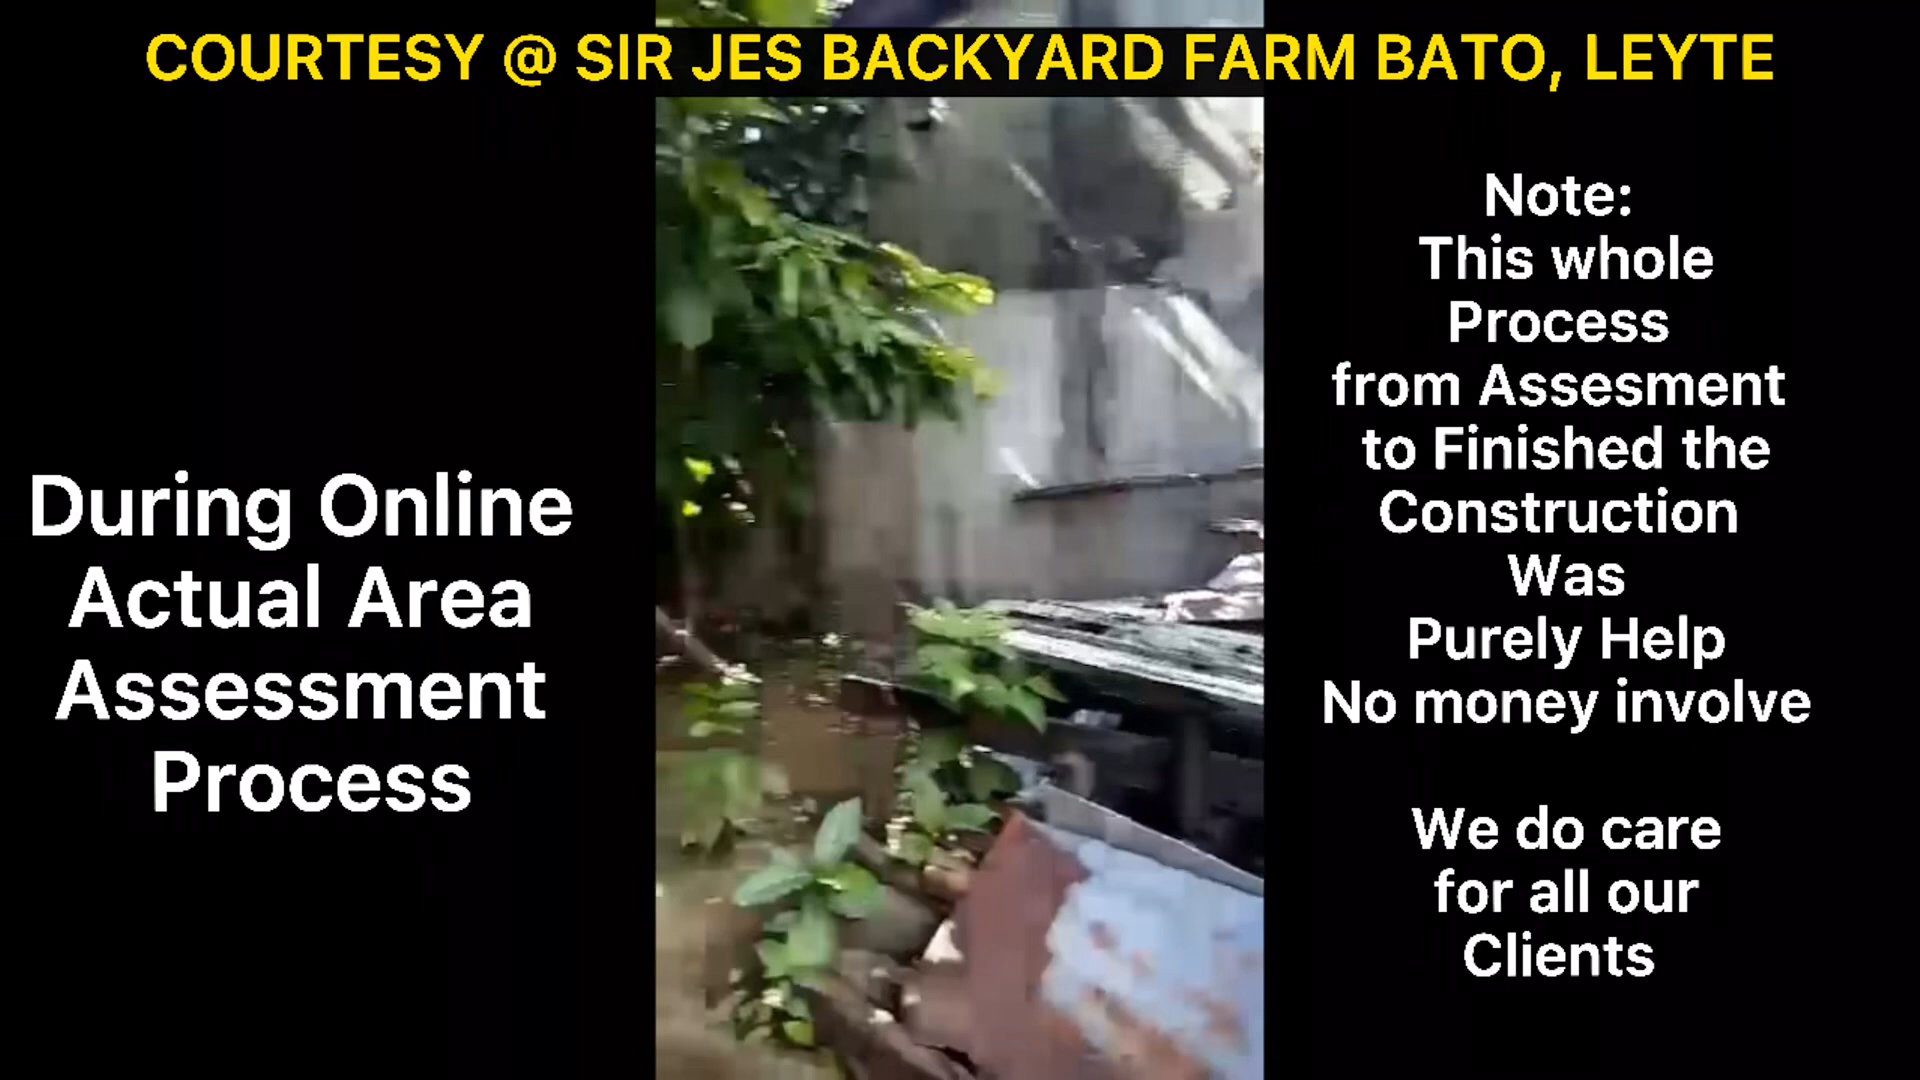 COURTESY @ SIR JES BACKYARD FARM BATO, LEYTE
During Online
Actual Area
Assessment
Process
Note:
This whole
Process
from Assesment
to Finished the
Construction
Was
Purely Help
No money involve
We do care
for all our
Clients